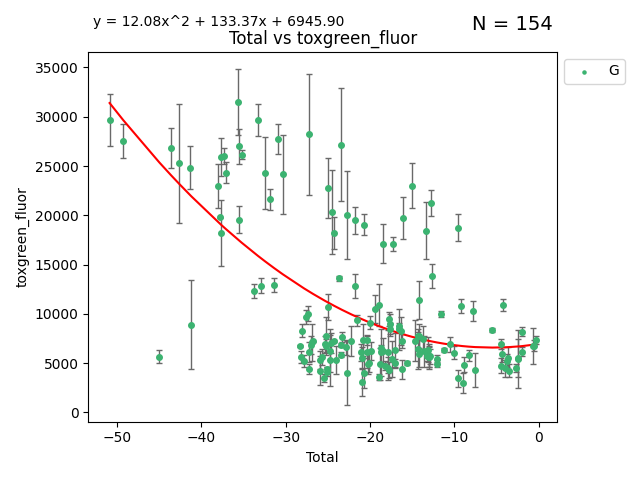 y = 12.08x^2 + 133.37x + 6945.90
N = 154
Total vs toxgreen_fluor
G
toxgreen_fluor
35000
30000
25000
20000
15000
10000
5000
0
−50
−40
−30
−20
−10
0
Total